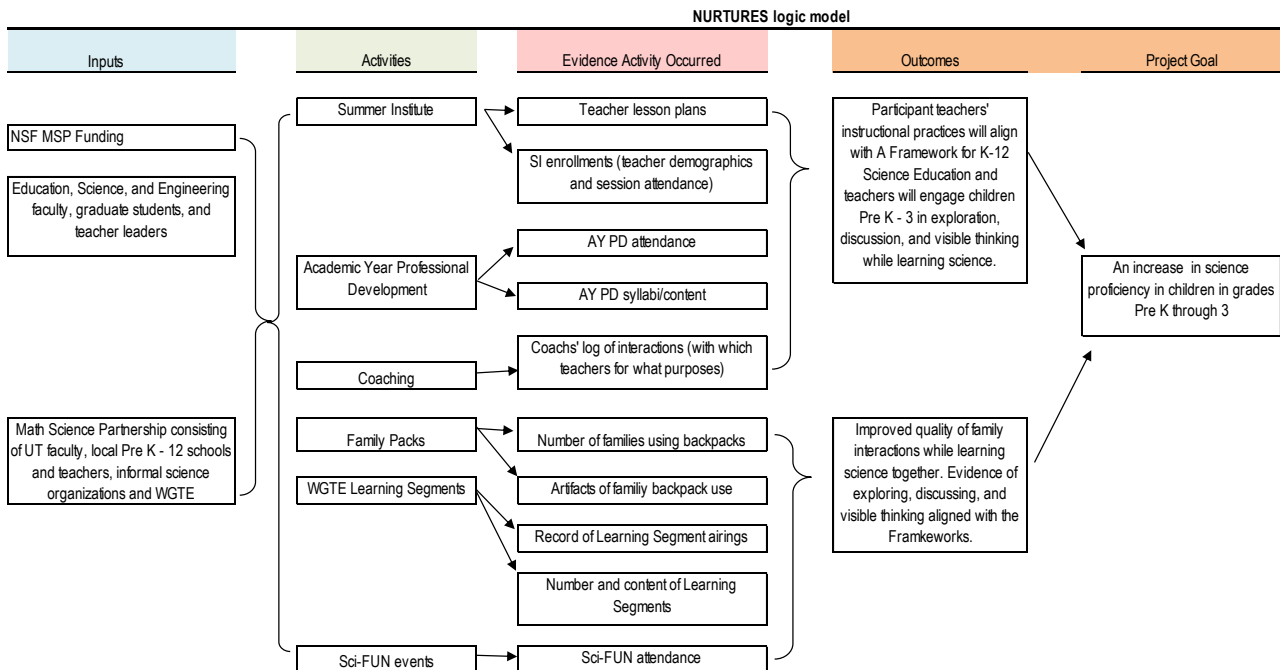 NURTURES logic model
Inputs
Activities
Evidence Activity Occurred
Outcomes
Project Goal
NSF MSP Funding
Education, Science, and Engineering
faculty, graduate students, and
teacher leaders
Math Science Partnership consisting
of UT faculty, local Pre K - 12 schools
and teachers, informal science
organizations and WGTE
Summer Institute
Academic Year Professional
Development
Coaching
Family Packs
WGTE Learning Segments
Sci-FUN events
Teacher lesson plans
SI enrollments (teacher demographics
and session attendance)
AY PD attendance
AY PD syllabi/content
Coachs' log of interactions (with which
teachers for what purposes)
Number of families using backpacks
Artifacts of familiy backpack use
Record of Learning Segment airings
Number and content of Learning
Segments
Sci-FUN attendance
Participant teachers'
instructional practices will align
with A Framework for K-12
Science Education and
teachers will engage children
Pre K - 3 in exploration,
discussion, and visible thinking
while learning science.
Improved quality of family
interactions while learning
science together. Evidence of
exploring, discussing, and
visible thinking aligned with the
Framkeworks.
An increase in science
proficiency in children in grades
Pre K through 3